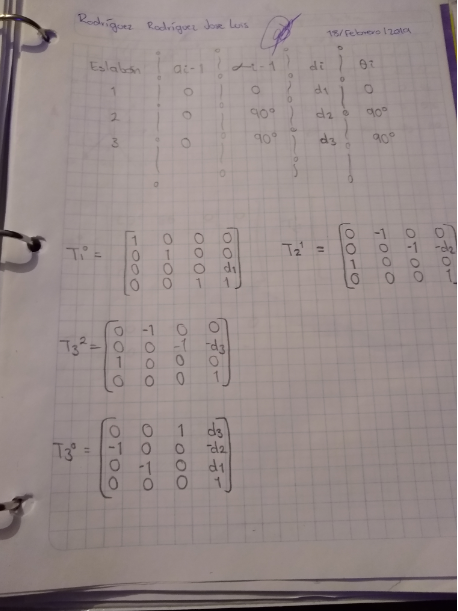 Rodríguez Rodríguez Jose Luis 18/Febrero/2019
Eslabón ai-1 αi-1 di θi
1 0 0 d1 0
2 0 90° d2 90°
3 0 90° d3 90°
T1⁰ = [1 0 0 0
0 1 0 0
0 0 0 d1
0 0 1 1]
T2¹ = [0 -1 0 0
0 0 -1 -d2
1 0 0 0
0 0 0 1]
T3² = [0 -1 0 0
0 0 -1 -d3
1 0 0 0
0 0 0 1]
T3⁰ = [0 0 1 d3
-1 0 0 -d2
0 -1 0 d1
0 0 0 1]